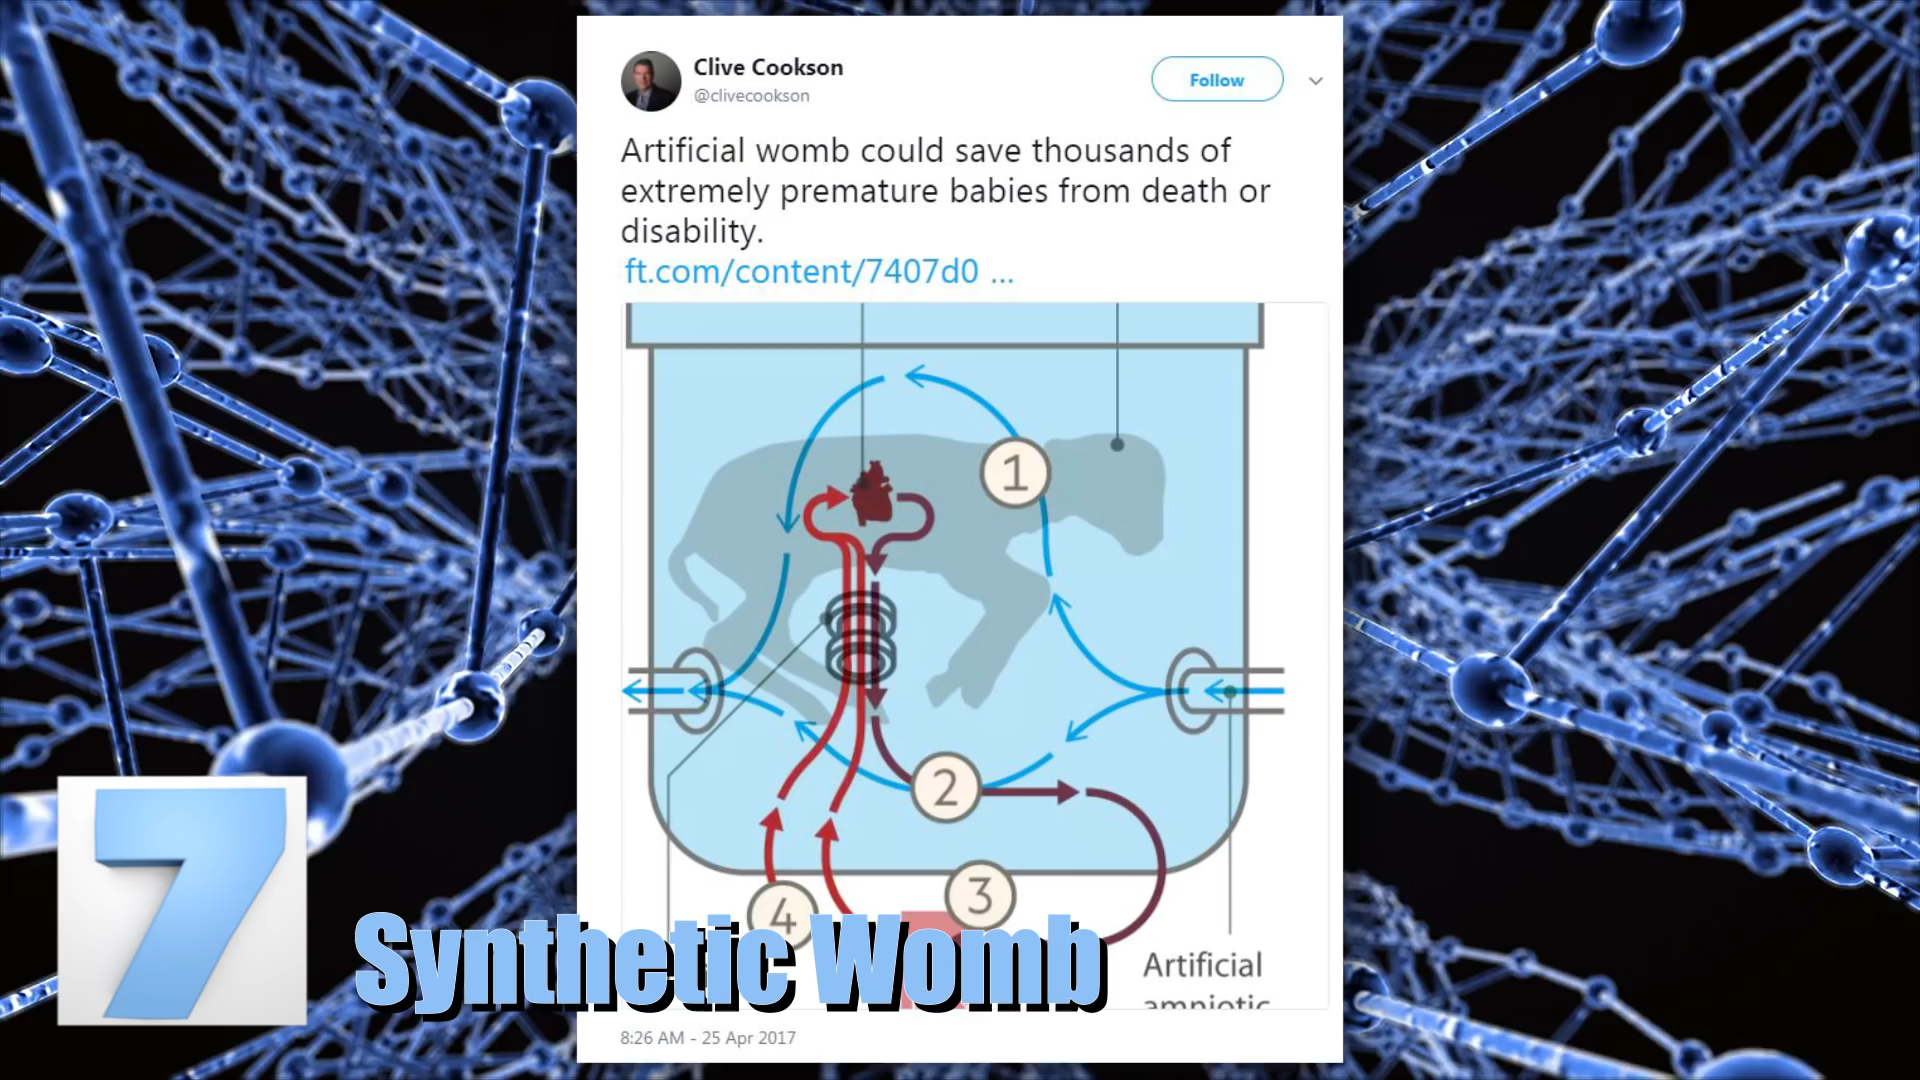 Clive Cookson
@clivecookson
Follow
Artificial womb could save thousands of
extremely premature babies from death or
disability.
ft.com/content/7407d0 ...
1
2
3
4
7
Synthetic Womb
Artificial
amniotic
8:26 AM - 25 Apr 2017